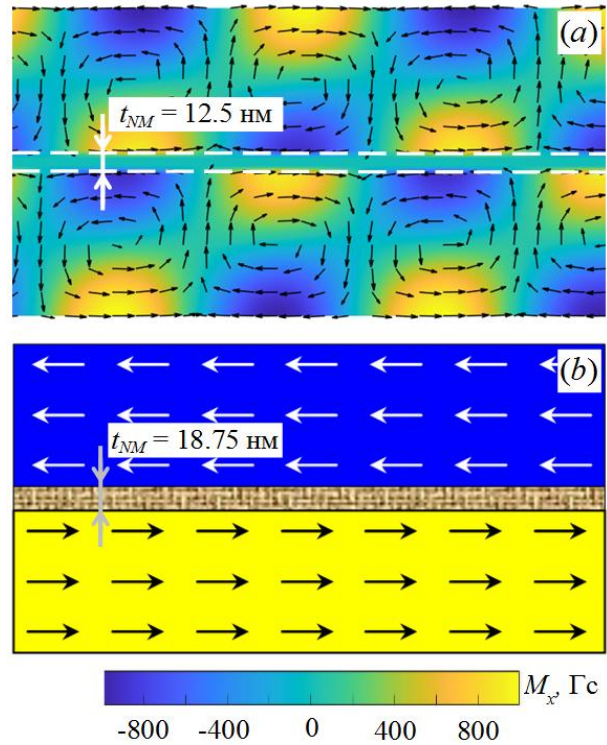 (a)
t_NM = 12.5 нм
(b)
t_NM = 18.75 нм
M_x, Гс
-800 -400 0 400 800